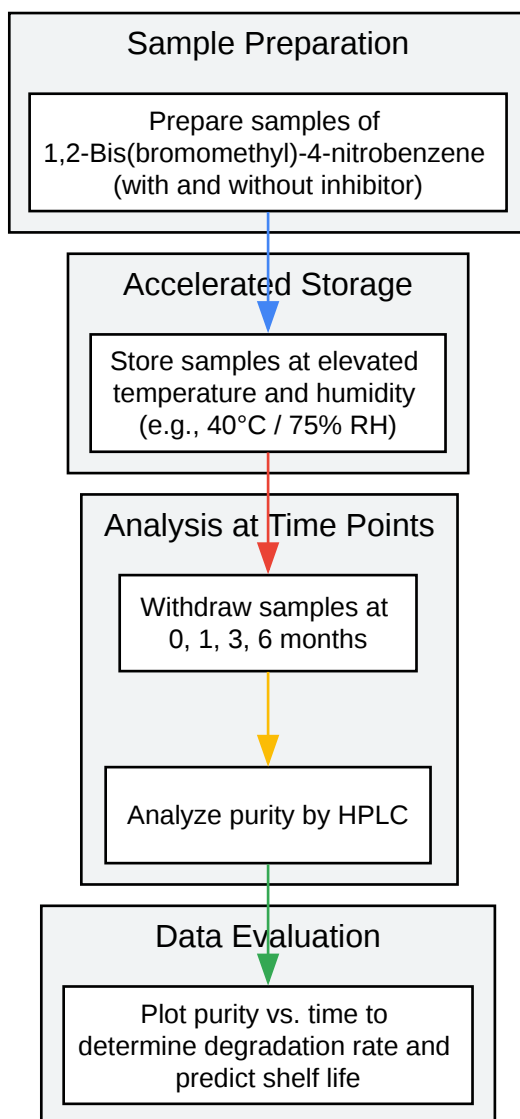 Sample Preparation
Prepare samples of
1,2-Bis(bromomethyl)-4-nitrobenzene
(with and without inhibitor)
Accelerated Storage
Store samples at elevated
temperature and humidity
(e.g., 40°C / 75% RH)
Analysis at Time Points
Withdraw samples at
0, 1, 3, 6 months
Analyze purity by HPLC
Data Evaluation
Plot purity vs. time to
determine degradation rate and
predict shelf life